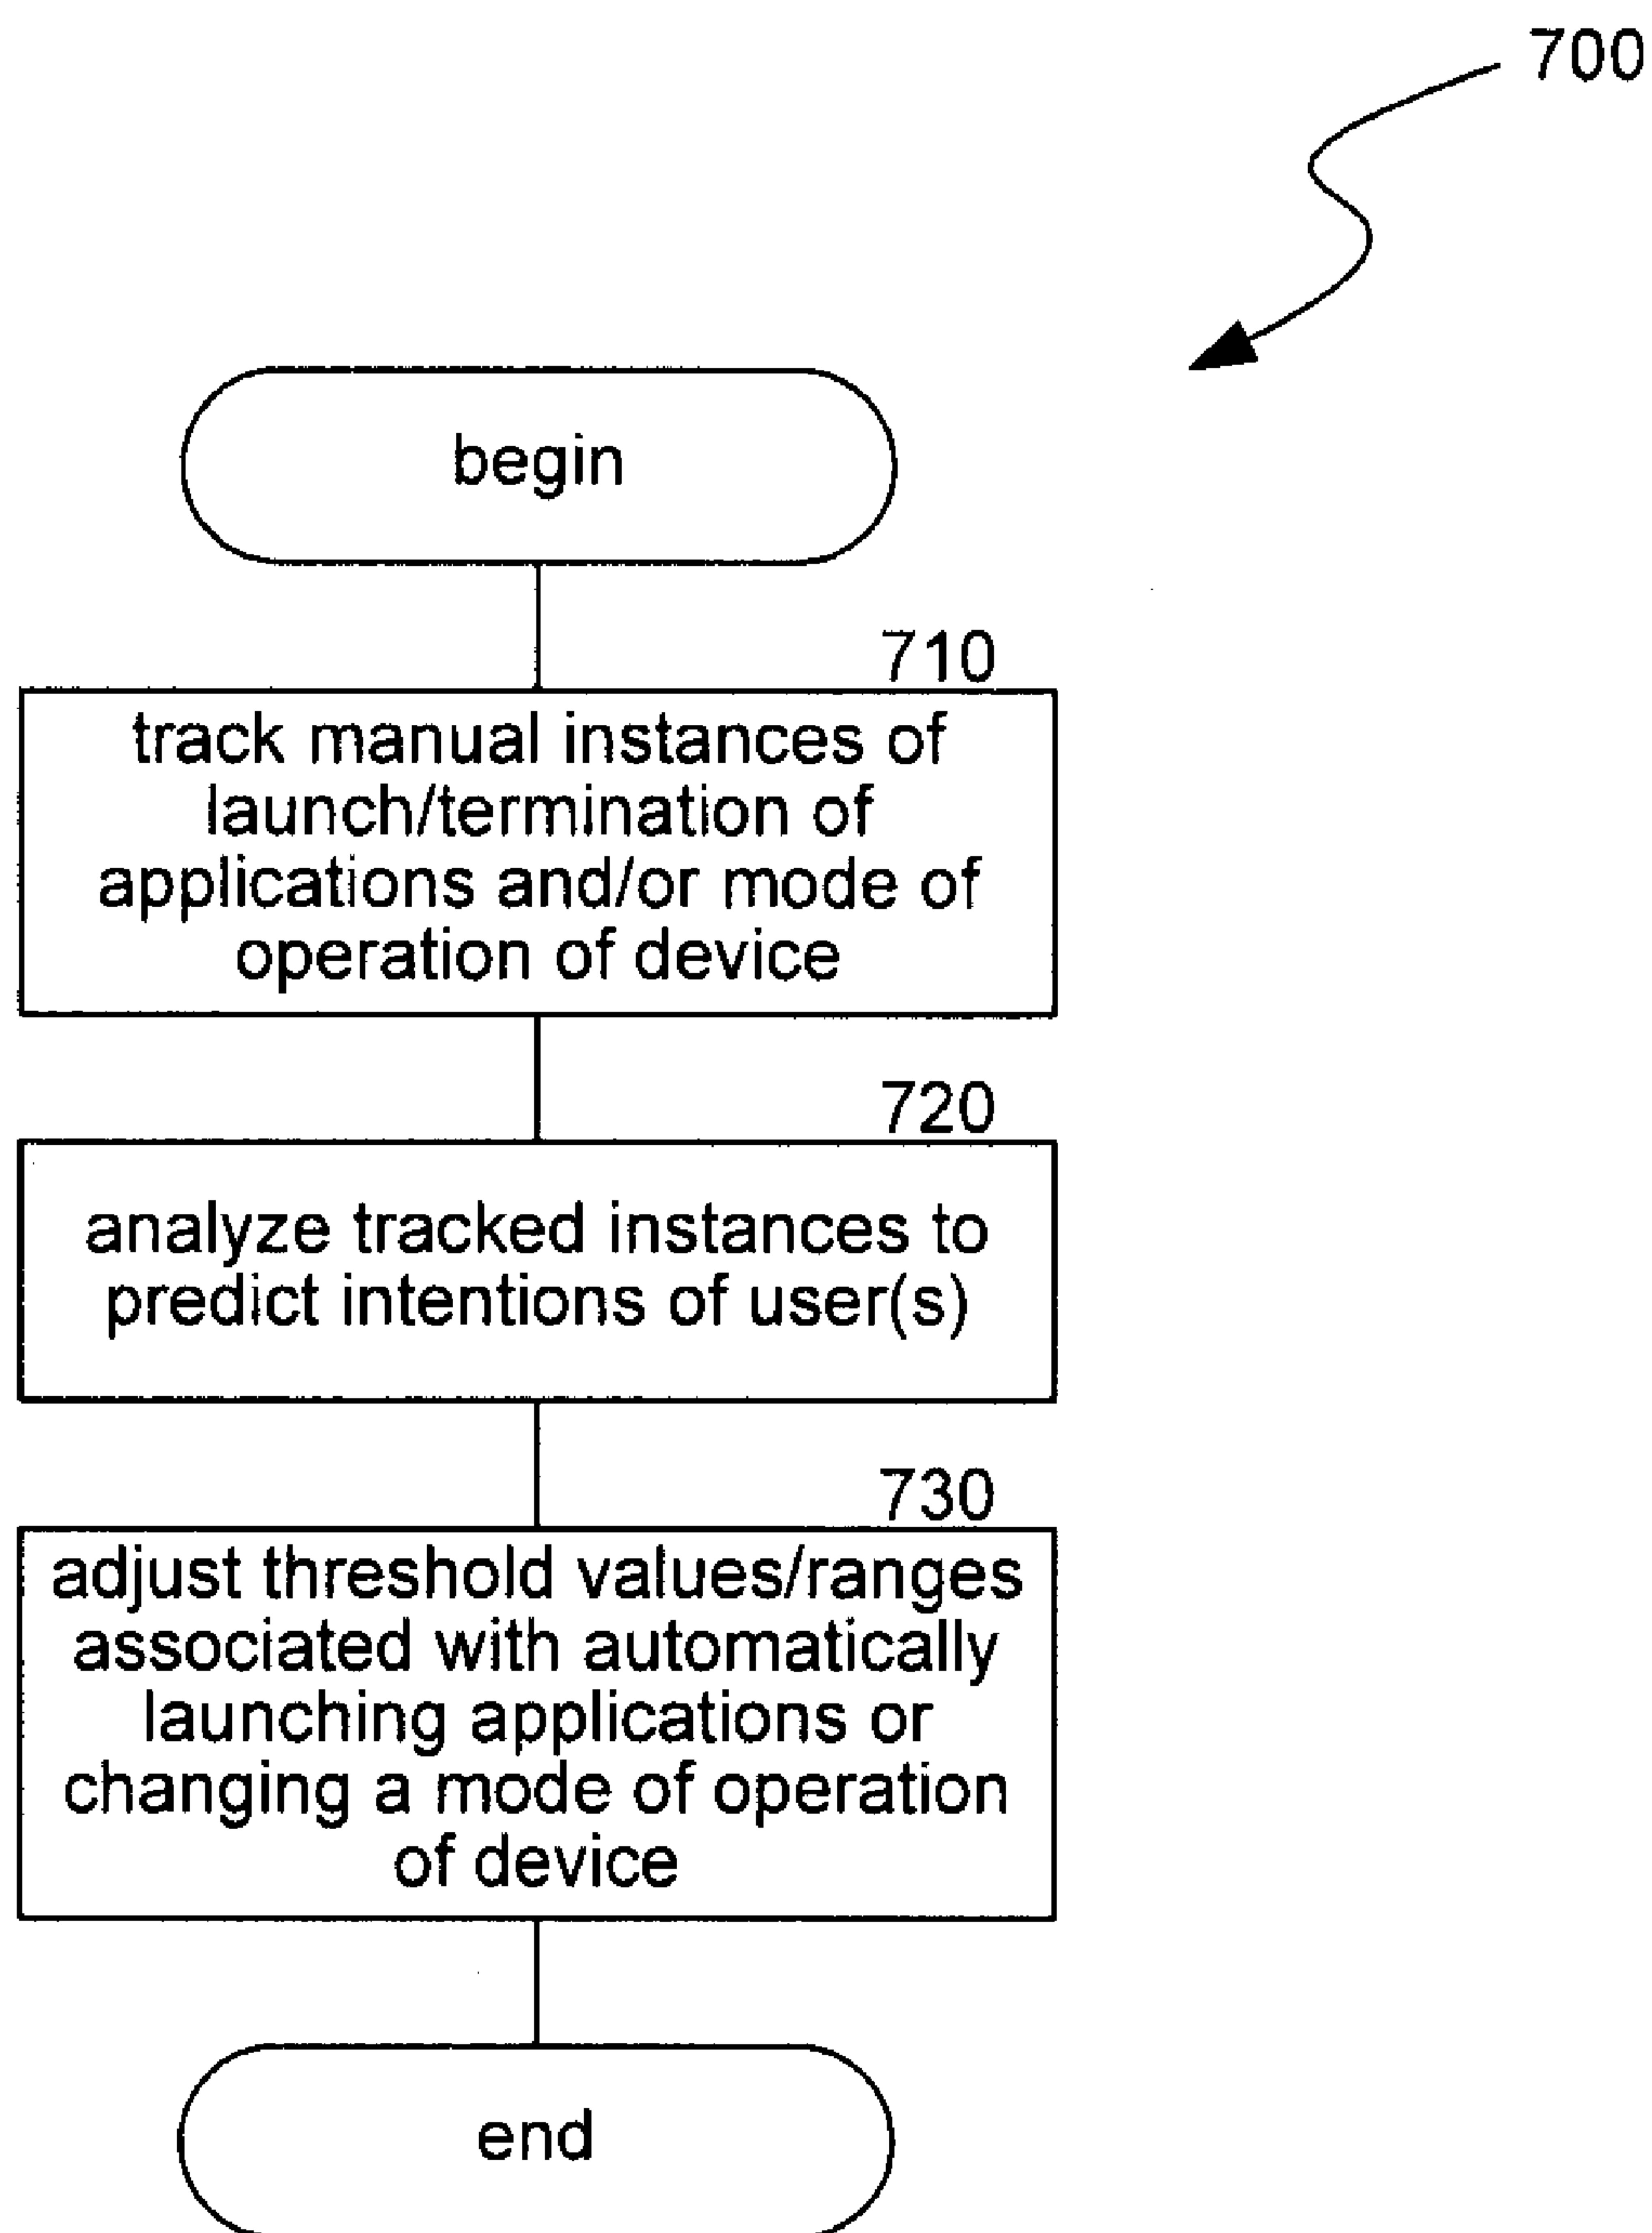 700
begin
710
track manual instances of
launch/termination of
applications and/or mode of
operation of device
720
analyze tracked instances to
predict intentions of user(s)
730
adjust threshold values/ranges
associated with automatically
launching applications or
changing a mode of operation
of device
end